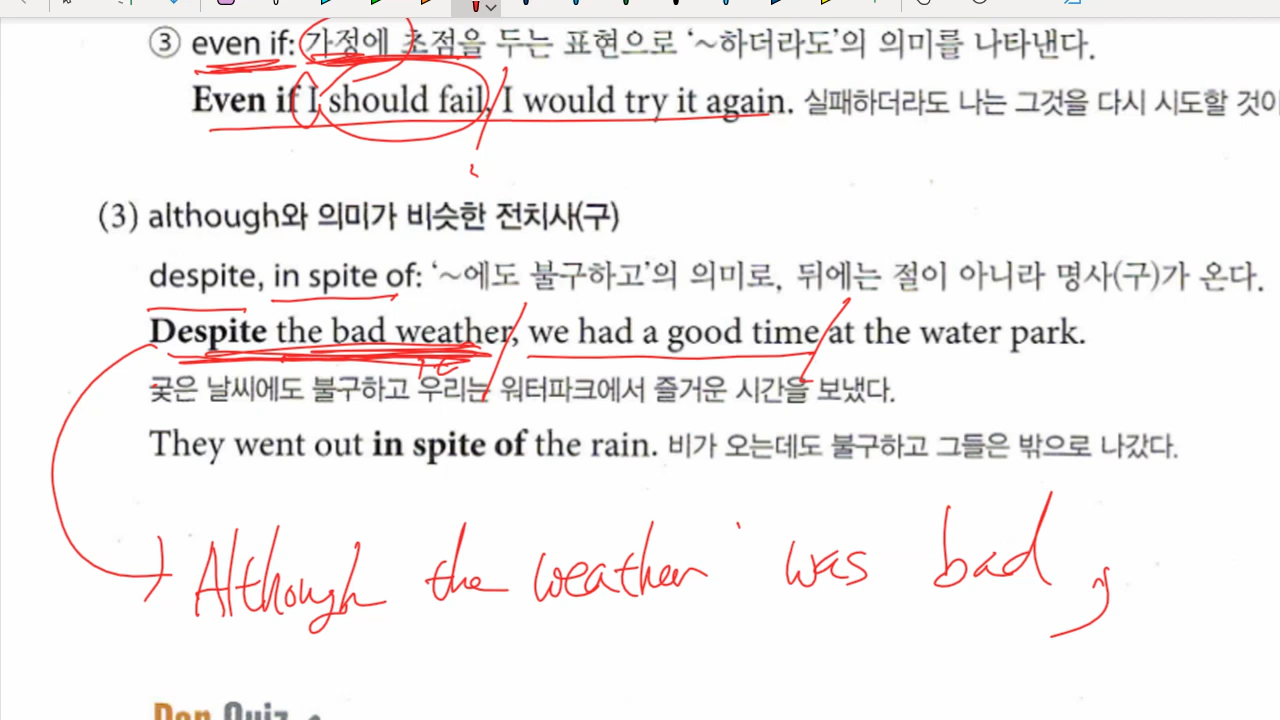 ③ even if: 가정에 초점을 두는 표현으로 ‘~하더라도’의 의미를 나타낸다.
Even if I should fail, I would try it again. 실패하더라도 나는 그것을 다시 시도할 것이
(3) although와 의미가 비슷한 전치사(구)
despite, in spite of: ‘~에도 불구하고’의 의미로, 뒤에는 절이 아니라 명사(구)가 온다.
Despite the bad weather, we had a good time at the water park.
궂은 날씨에도 불구하고 우리는 워터파크에서 즐거운 시간을 보냈다.
They went out in spite of the rain. 비가 오는데도 불구하고 그들은 밖으로 나갔다.
Although the weather was bad,